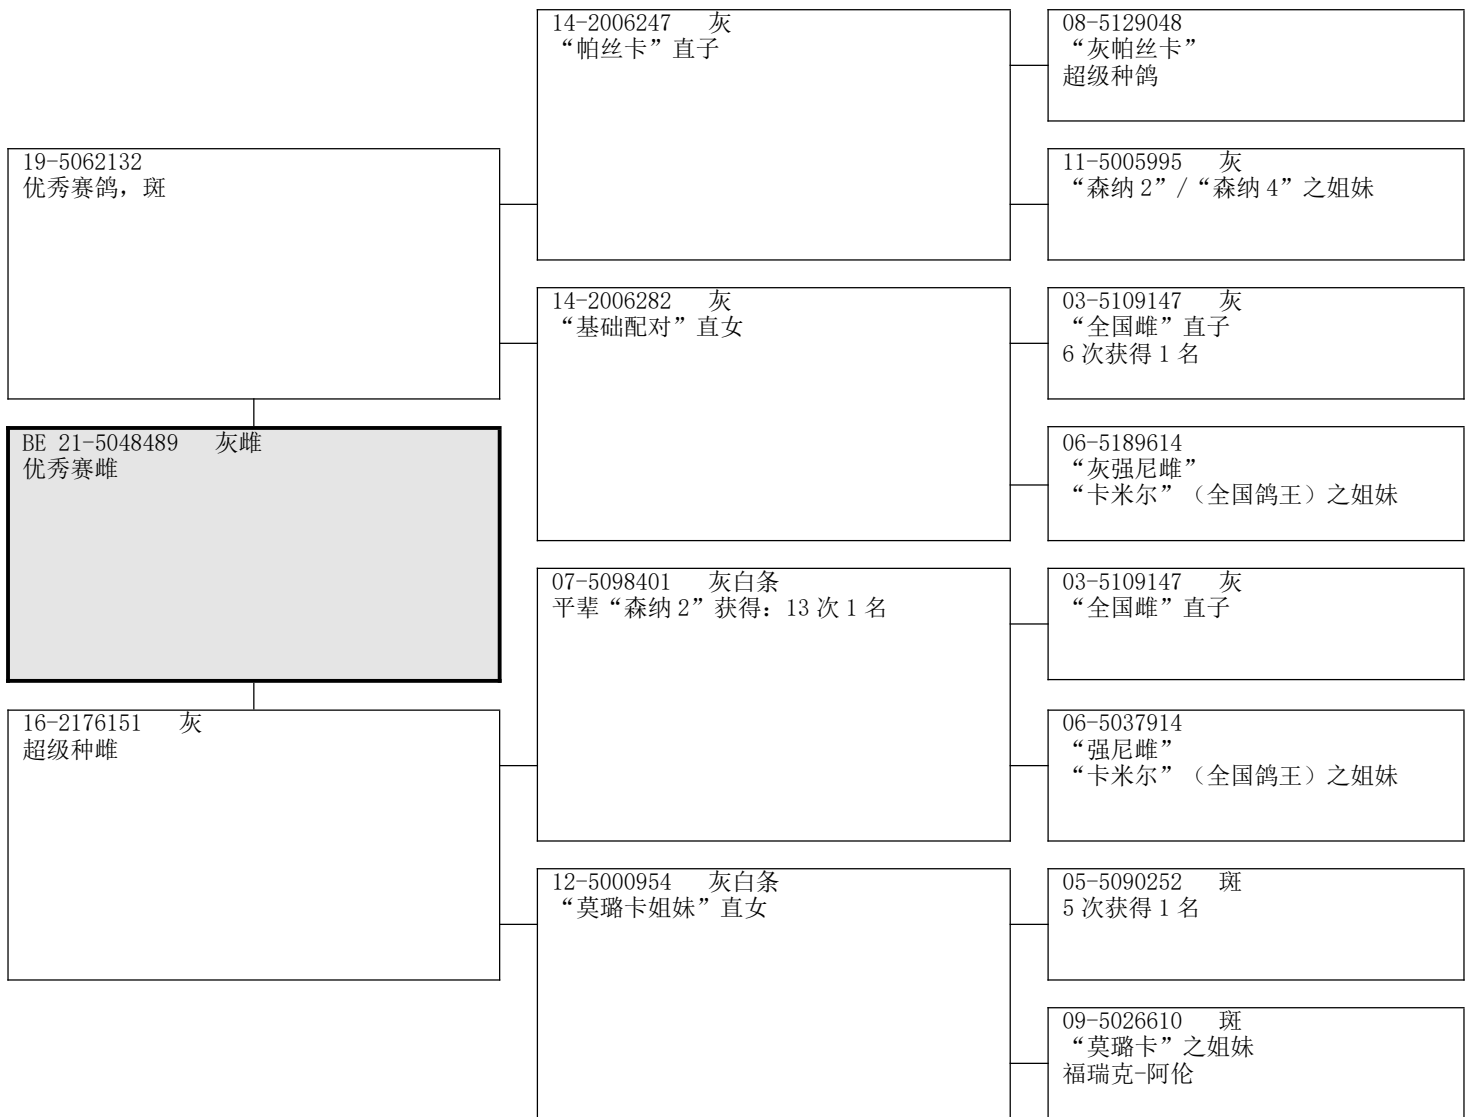 14-2006247 灰
“帕丝卡”直子
08-5129048
“灰帕丝卡”
超级种鸽
19-5062132
优秀赛鸽，斑
11-5005995 灰
“森纳 2”/“森纳 4”之姐妹
14-2006282 灰
“基础配对”直女
03-5109147 灰
“全国雌”直子
6 次获得 1 名
BE 21-5048489 灰雌
优秀赛雌
06-5189614
“灰强尼雌”
“卡米尔”（全国鸽王）之姐妹
07-5098401 灰白条
平辈“森纳 2”获得：13 次 1 名
03-5109147 灰
“全国雌”直子
16-2176151 灰
超级种雌
06-5037914
“强尼雌”
“卡米尔”（全国鸽王）之姐妹
12-5000954 灰白条
“莫璐卡姐妹”直女
05-5090252 斑
5 次获得 1 名
09-5026610 斑
“莫璐卡”之姐妹
福瑞克-阿伦